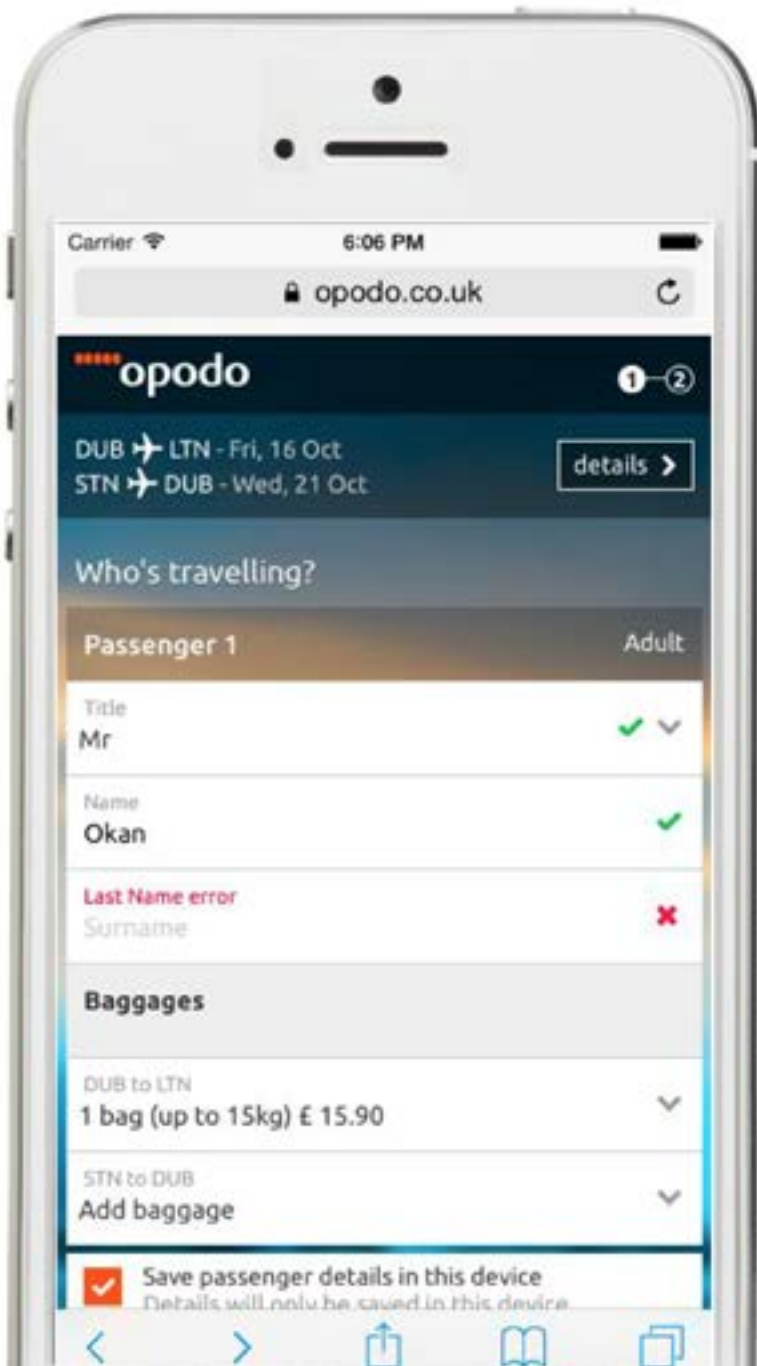 Carrier 6:06 PM
opodo.co.uk
opodo 1 2
DUB LTN - Fri, 16 Oct
STN DUB - Wed, 21 Oct
details
Who's travelling?
Passenger 1 Adult
Title
Mr
Name
Okan
Last Name error
Surname
Baggages
DUB to LTN
1 bag (up to 15kg) £ 15.90
STN to DUB
Add baggage
Save passenger details in this device
Details will only be saved in this device